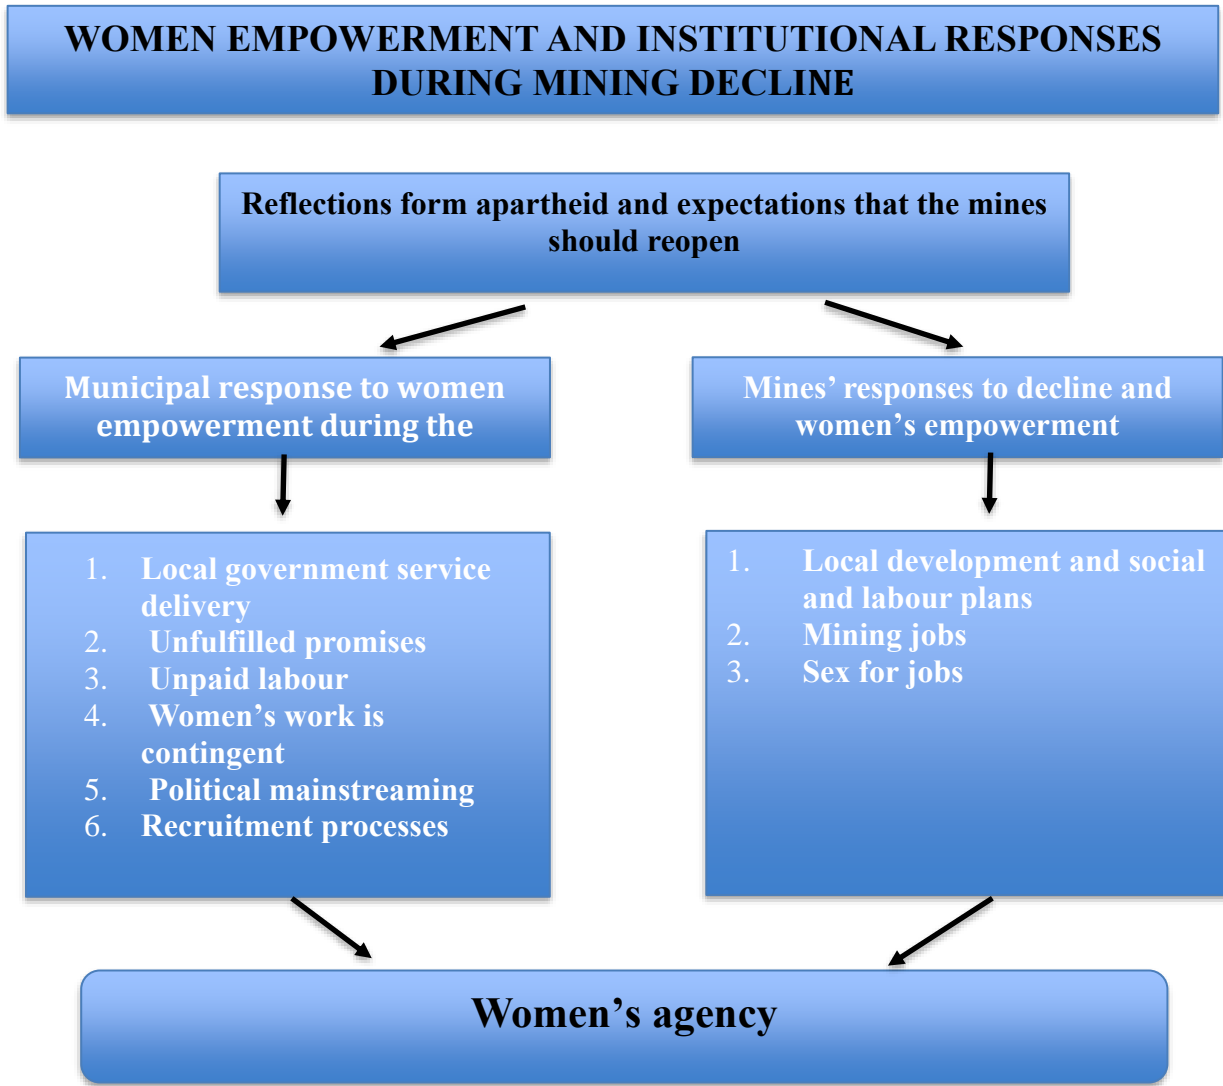 WOMEN EMPOWERMENT AND INSTITUTIONAL RESPONSES
DURING MINING DECLINE
Reflections form apartheid and expectations that the mines
should reopen
Municipal response to women
empowerment during the
Mines’ responses to decline and
women’s empowerment
1. Local government service
delivery
2. Unfulfilled promises
3. Unpaid labour
4. Women’s work is
contingent
5. Political mainstreaming
6. Recruitment processes
1. Local development and social
and labour plans
2. Mining jobs
3. Sex for jobs
Women’s agency